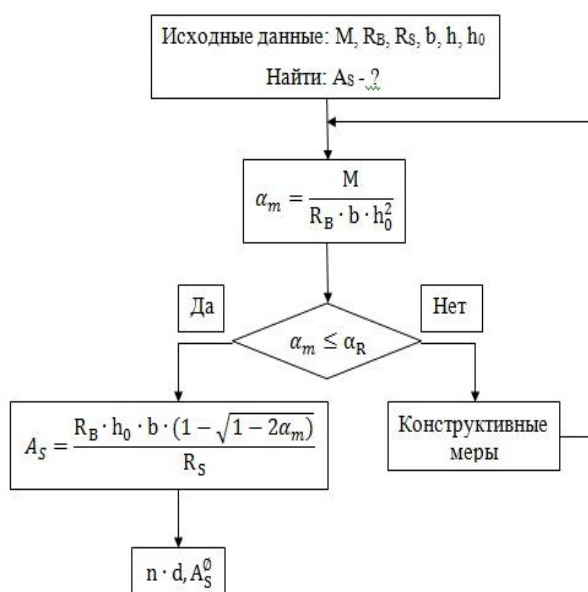 Исходные данные: M, R_B, R_S, b, h, h_0
Найти: A_S - ?
α_m = M / (R_B · b · h_0^2)
Да
Нет
α_m ≤ α_R
A_S = R_B · h_0 · b · (1 − √(1 − 2α_m)) / R_S
Конструктивные
меры
n · d, A_S^Ø